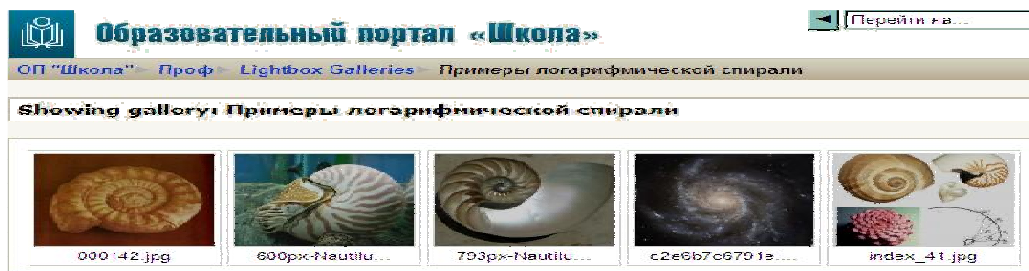 Образовательный портал «Школа»
Перейти на...
ОП "Школа" ► Проф ► Lightbox Galleries ► Примеры логарифмической спирали
Showing gallery: Примеры логарифмической спирали
000142.jpg 600px-Nautilu... 793px-Nautilu... c2e6b7c6791e.... index_41.jpg